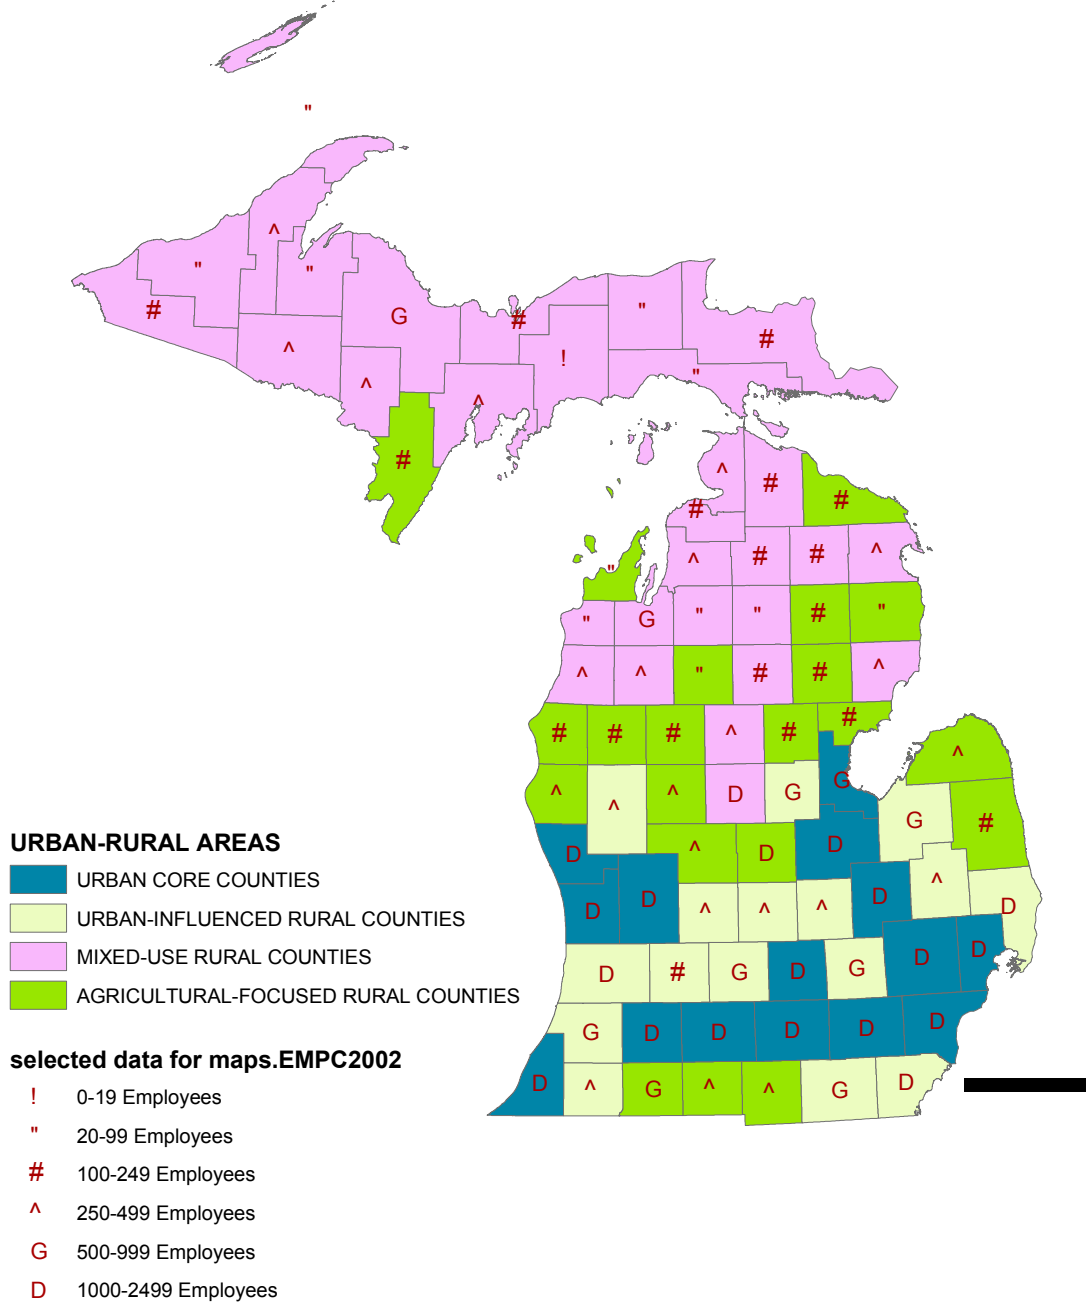 "
^
"
"
#
G
^
^
#
"
#
!
"
^
#
^
#
#
#
^
#
#
^
"
"
G
"
"
#
"
^
^
"
#
#
^
#
#
#
^
#
#
^
^
^
^
D
G
G
G
#
D
^
D
D
^
D
D
^
^
^
D
D
D
D
#
G
D
G
D
D
G
D
D
D
D
D
D
^
G
^
^
G
D
URBAN-RURAL AREAS
URBAN CORE COUNTIES
URBAN-INFLUENCED RURAL COUNTIES
MIXED-USE RURAL COUNTIES
AGRICULTURAL-FOCUSED RURAL COUNTIES
selected data for maps.EMPC2002
! 0-19 Employees
" 20-99 Employees
# 100-249 Employees
^ 250-499 Employees
G 500-999 Employees
D 1000-2499 Employees